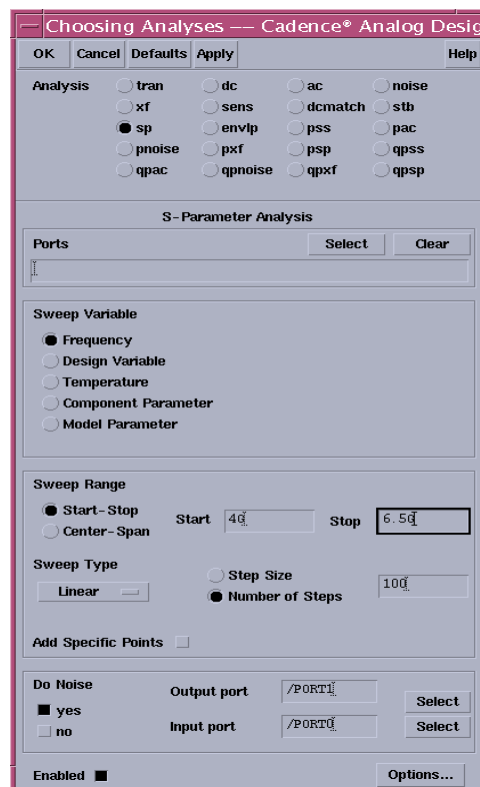 Choosing Analyses —— Cadence® Analog Desig
OK Cancel Defaults Apply Help
Analysis tran dc ac noise
xf sens dcmatch stb
sp envlp pss pac
pnoise pxf psp qpss
qpac qpnoise qpxf qpsp
S-Parameter Analysis
Ports Select Clear
Sweep Variable
Frequency
Design Variable
Temperature
Component Parameter
Model Parameter
Sweep Range
Start-Stop
Center-Span
Start 4G Stop 6.5G
Sweep Type
Linear
Step Size
Number of Steps
100
Add Specific Points
Do Noise
yes
no
Output port /PORT1 Select
Input port /PORT0 Select
Enabled Options...